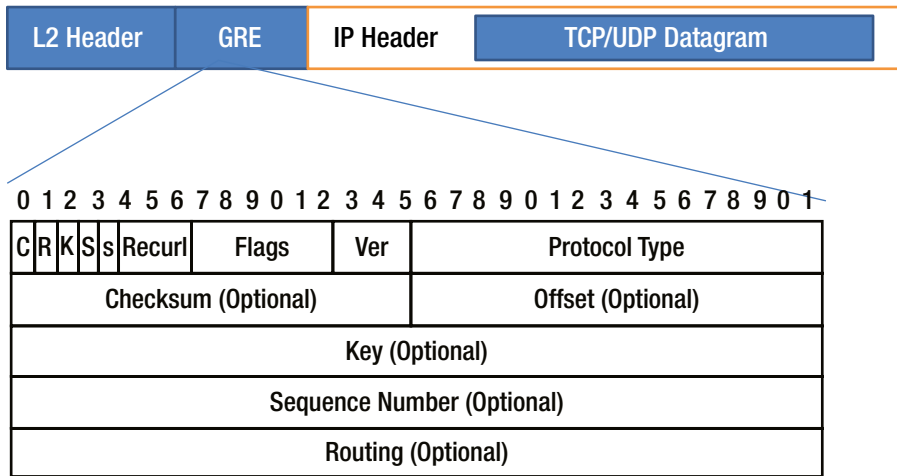 L2 Header GRE IP Header TCP/UDP Datagram
0 1 2 3 4 5 6 7 8 9 0 1 2 3 4 5 6 7 8 9 0 1 2 3 4 5 6 7 8 9 0 1
C R K S s Recurl Flags Ver Protocol Type
Checksum (Optional) Offset (Optional)
Key (Optional)
Sequence Number (Optional)
Routing (Optional)